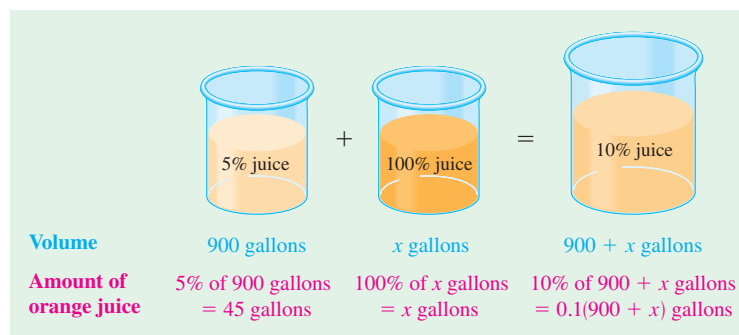 5% juice
+
100% juice
=
10% juice
Volume
900 gallons
x gallons
900 + x gallons
Amount of
orange juice
5% of 900 gallons
= 45 gallons
100% of x gallons
= x gallons
10% of 900 + x gallons
= 0.1(900 + x) gallons